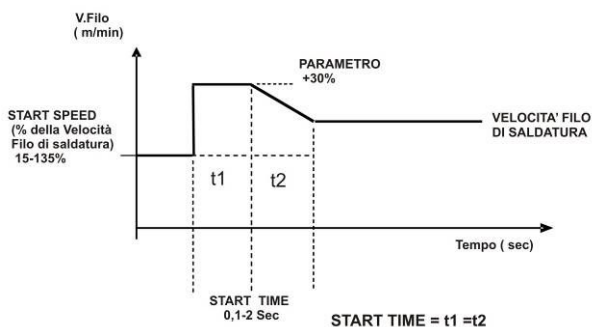 V.Filo
( m/min)
PARAMETRO
+30%
START SPEED
(% della Velocità
Filo di saldatura)
15-135%
VELOCITA' FILO
DI SALDATURA
t1
t2
Tempo ( sec)
START TIME
0,1-2 Sec
START TIME = t1 =t2